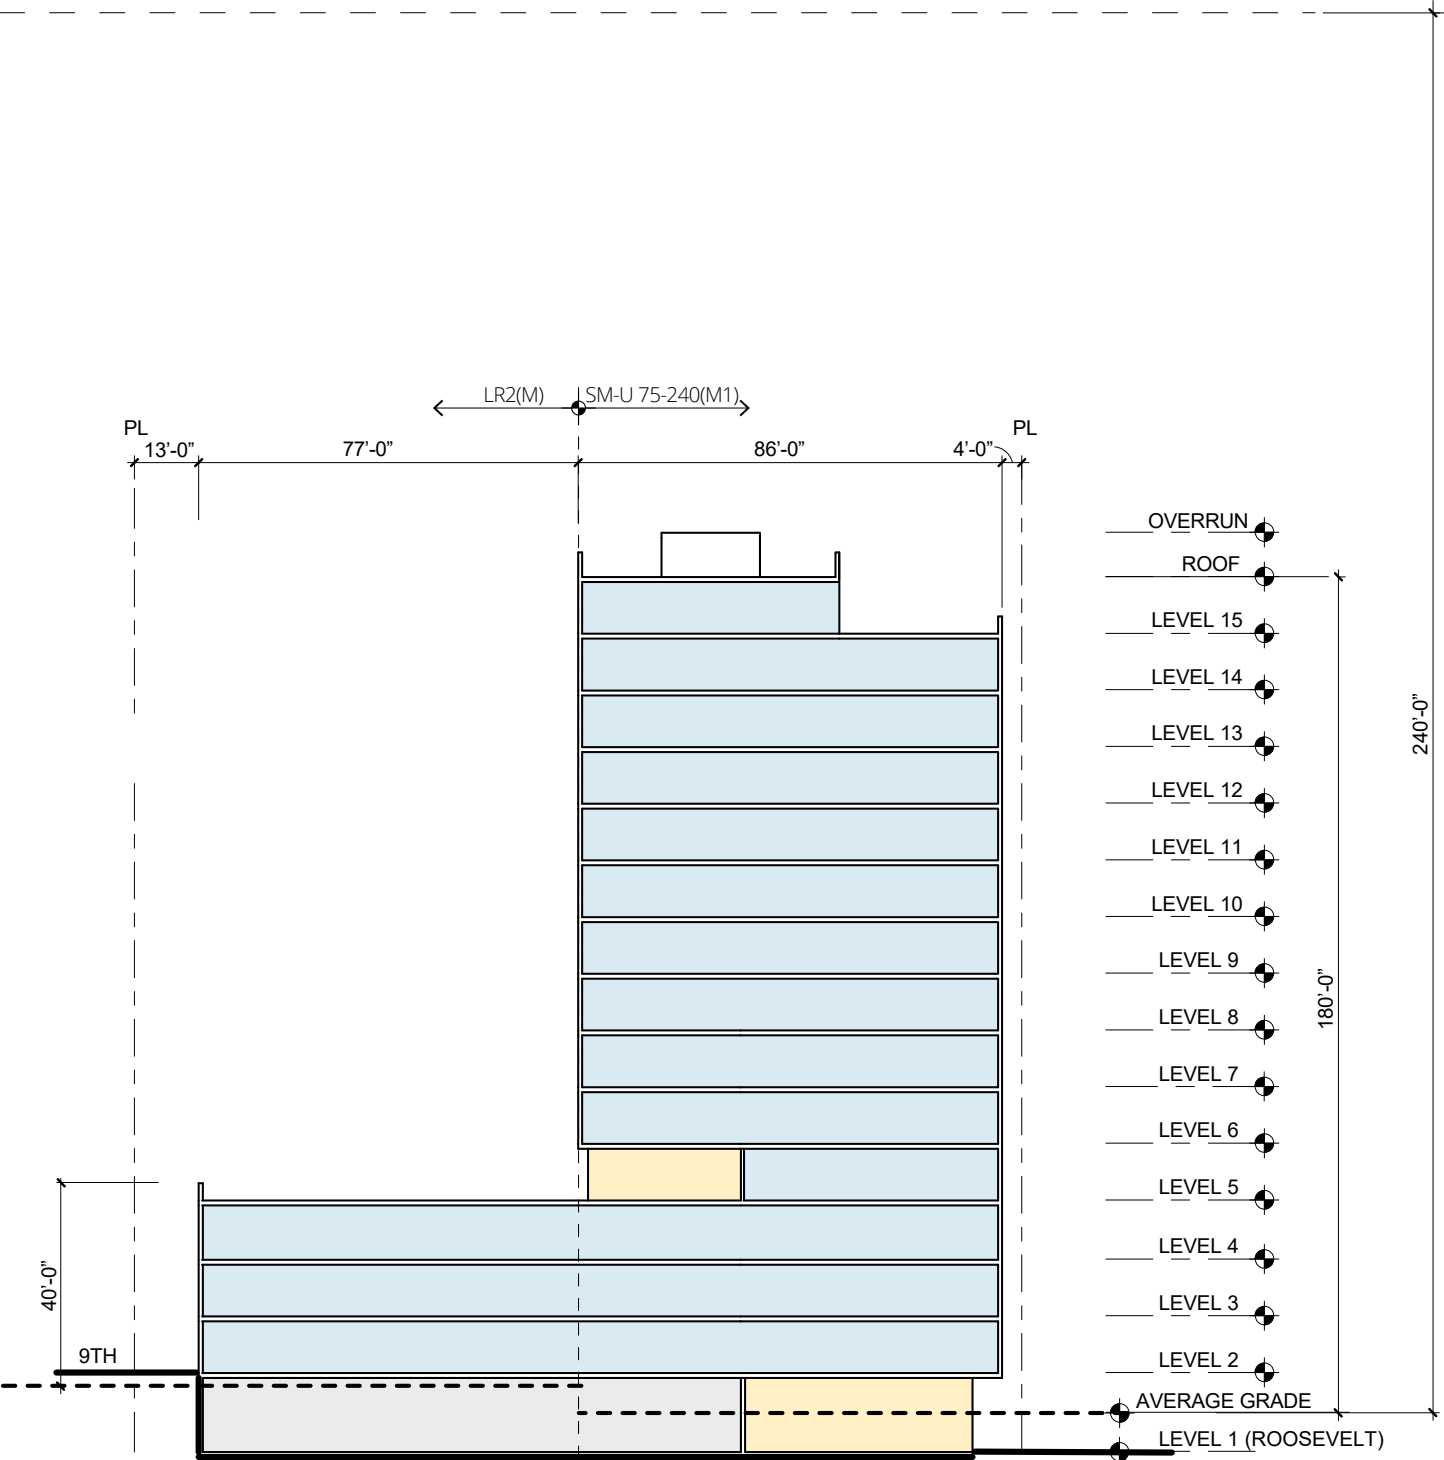 LR2(M)
SM-U 75-240(M1)
PL
PL
13'-0"
77'-0"
86'-0"
4'-0"
OVERRUN
ROOF
LEVEL 15
LEVEL 14
240'-0"
LEVEL 13
LEVEL 12
LEVEL 11
LEVEL 10
LEVEL 9
180'-0"
LEVEL 8
LEVEL 7
LEVEL 6
LEVEL 5
LEVEL 4
40'-0"
LEVEL 3
9TH
LEVEL 2
AVERAGE GRADE
LEVEL 1 (ROOSEVELT)